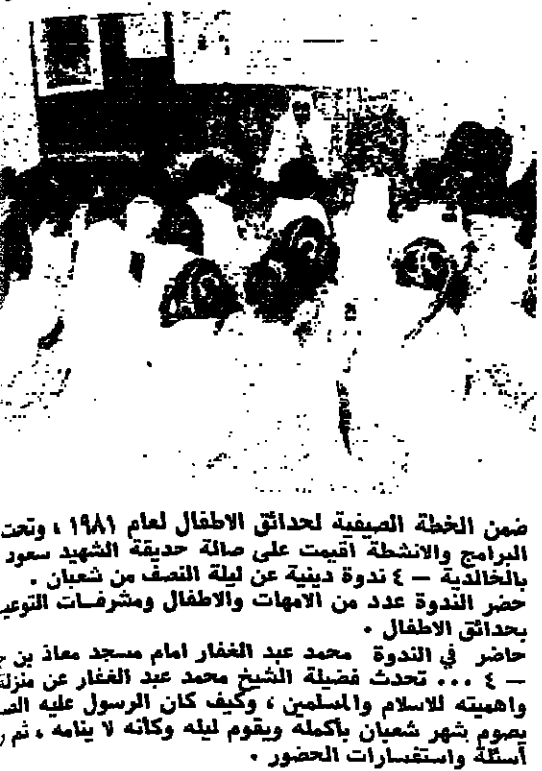 ضمن الخطة الصيفية لحدائق الاطفال لعام ١٩٨١ ، وتحت
البرامج والانشطة اقيمت على صالة حديقة الشهيد سعود
بالخالدية — ٤ ندوة دينية عن ليلة النصف من شعبان .
حضر الندوة عدد من الامهات والاطفال ومشرفات
بحدائق الاطفال .
حاضر في الندوة محمد عبد الغفار امام مسجد معاذ بن
— ٤ ... تحدث فضيلة الشيخ محمد عبد الغفار عن
واهميته للاسلام والمسلمين ، وكيف كان الرسول عليه
يصوم شهر شعبان بأكمله ويقوم ليله وكأنه لا ينامه ، ثم
أسئلة واستفسارات الحضور .